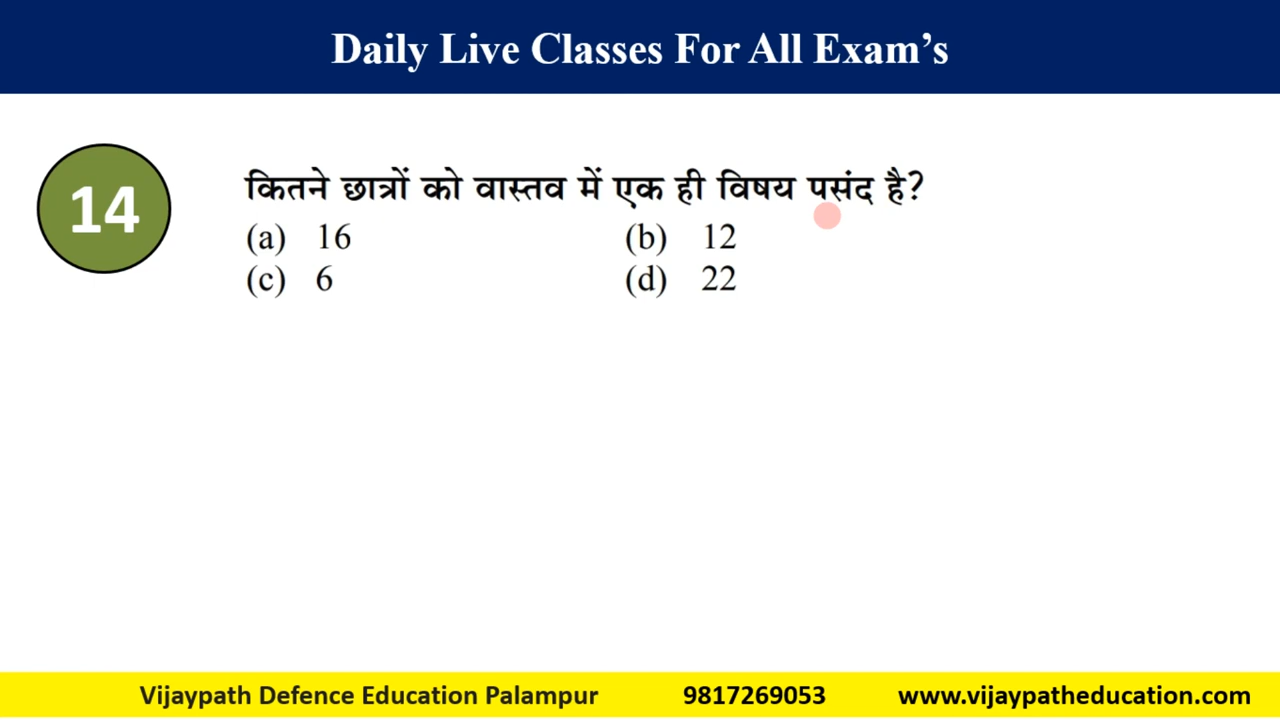 Daily Live Classes For All Exam’s
14
कितने छात्रों को वास्तव में एक ही विषय पसंद है?
(a) 16 (b) 12
(c) 6 (d) 22
Vijaypath Defence Education Palampur 9817269053 www.vijaypatheducation.com